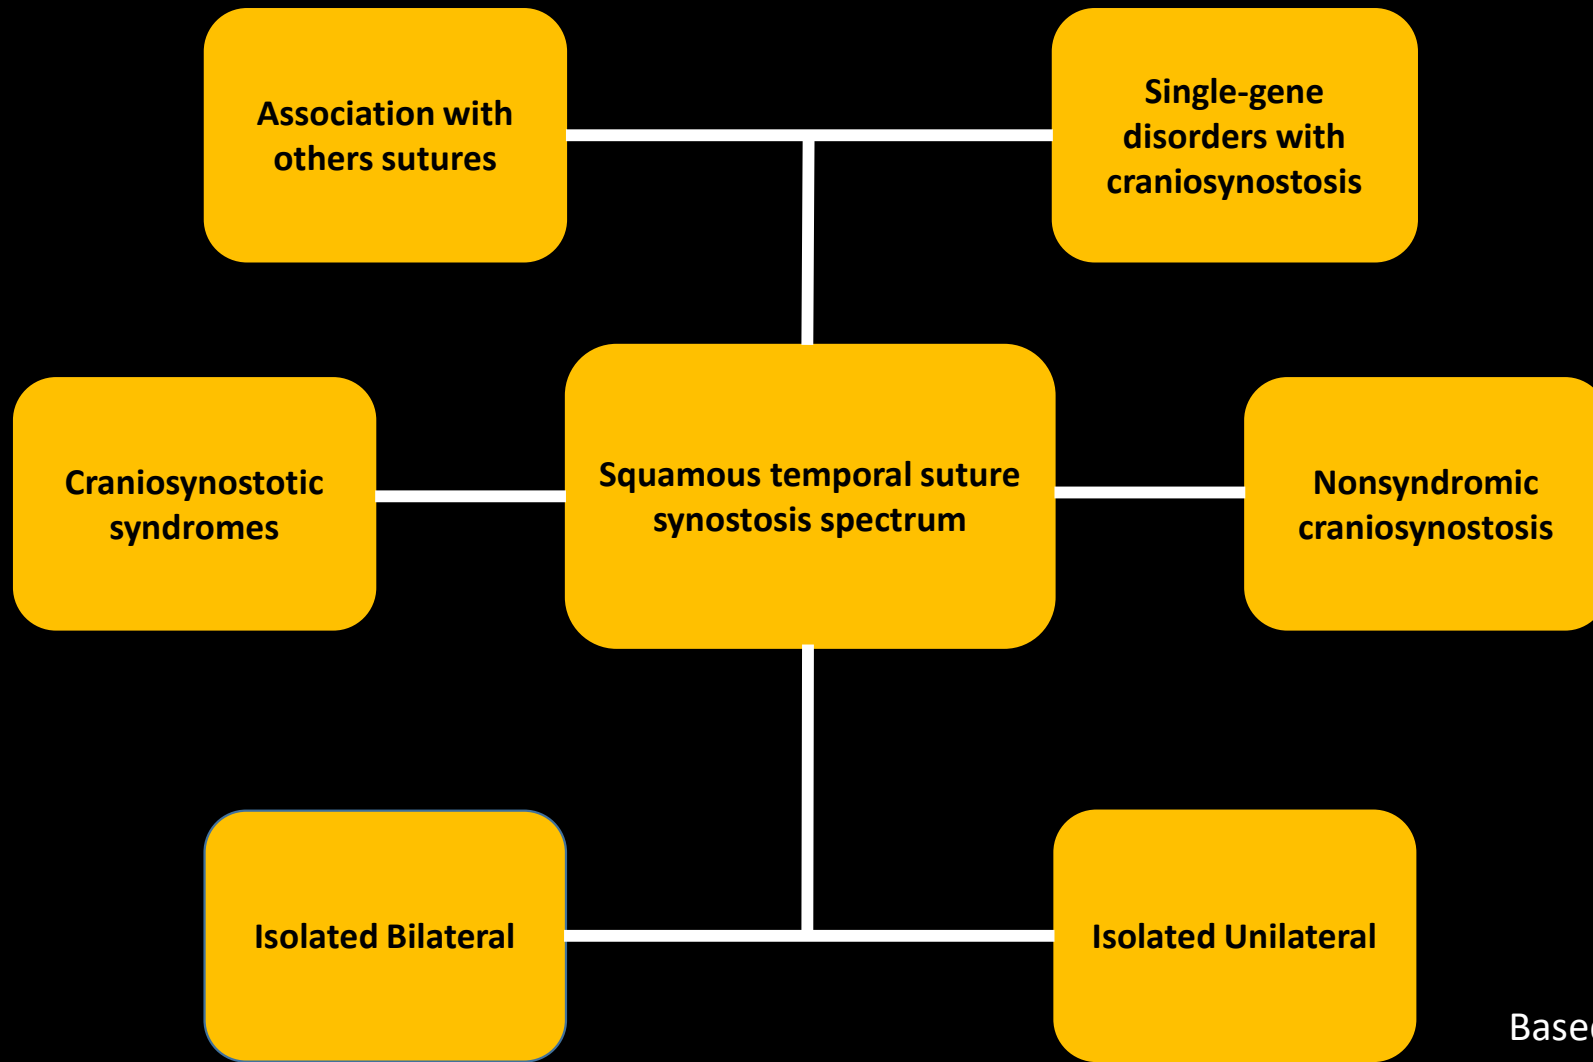 Association with
others sutures
Single-gene
disorders with
craniosynostosis
Craniosynostotic
syndromes
Squamous temporal suture
synostosis spectrum
Nonsyndromic
craniosynostosis
Isolated Bilateral
Isolated Unilateral